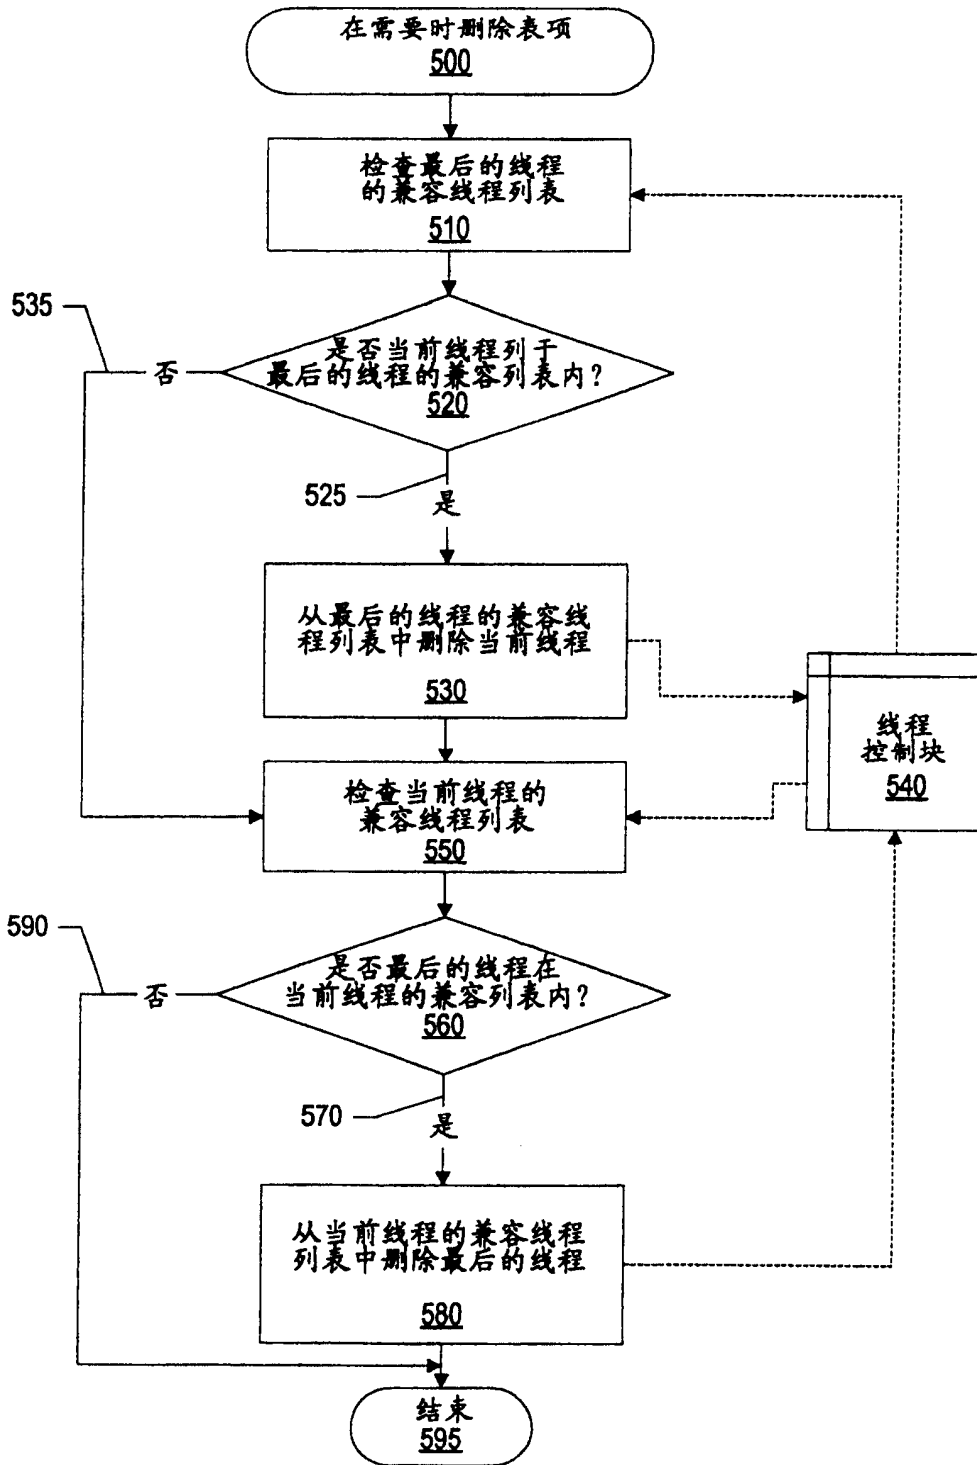 在需要时删除表项
500
检查最后的线程
的兼容线程列表
510
535
否
是否当前线程列于
最后的线程的兼容列表内?
520
525
是
从最后的线程的兼容线
程列表中删除当前线程
530
线程
控制块
540
检查当前线程的
兼容线程列表
550
590
否
是否最后的线程在
当前线程的兼容列表内?
560
570
是
从当前线程的兼容线程
列表中删除最后的线程
580
结束
595